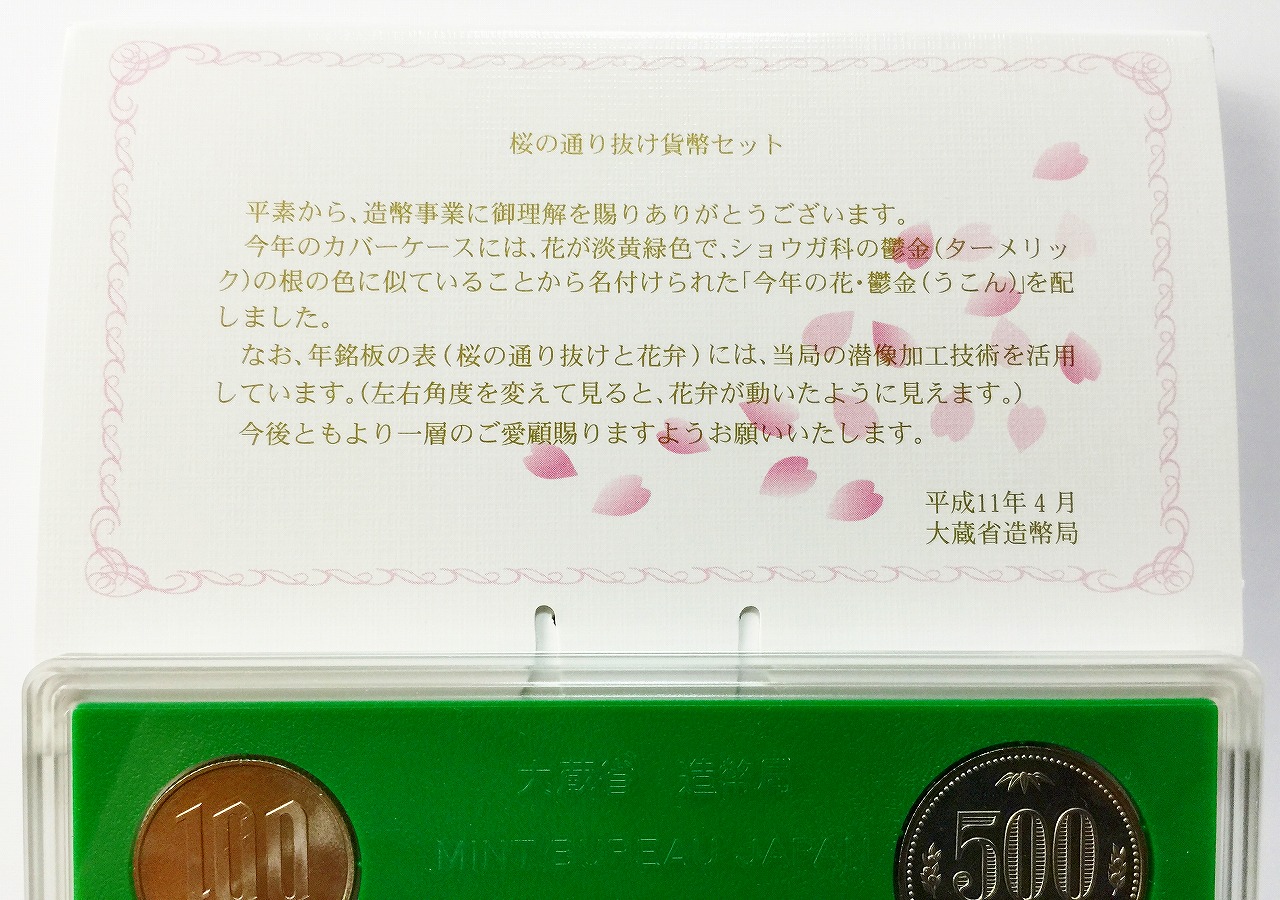 桜の通り抜け貨幣セット
平素から、造幣事業に御理解を賜りありがとうございます。
今年のカバーケースには、花が淡黄緑色で、ショウガ科の鬱金(ターメリッ
ク)の根の色に似ていることから名付けられた「今年の花・鬱金(うこん)」を配
しました。
なお、年銘板の表(桜の通り抜けと花弁)には、当局の潜像加工技術を活用
しています。(左右角度を変えて見ると、花弁が動いたように見えます。)
今後ともより一層のご愛顧賜りますようお願いいたします。
平成11年4月
大蔵省造幣局
大蔵省 造幣局
MINT BUREAU JAPAN
100
500